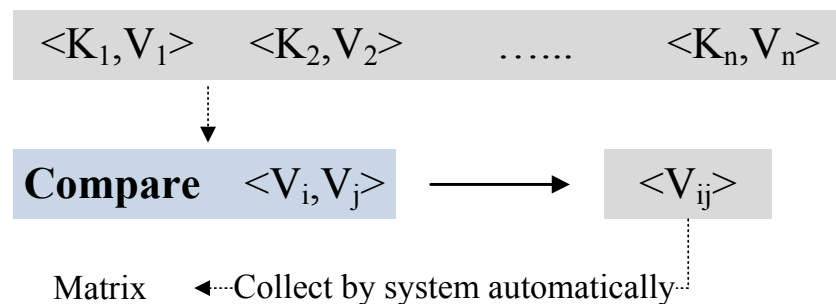 <K₁,V₁> <K₂,V₂> …... <Kₙ,Vₙ>
Compare <Vᵢ,Vⱼ> <Vᵢⱼ>
Matrix Collect by system automatically